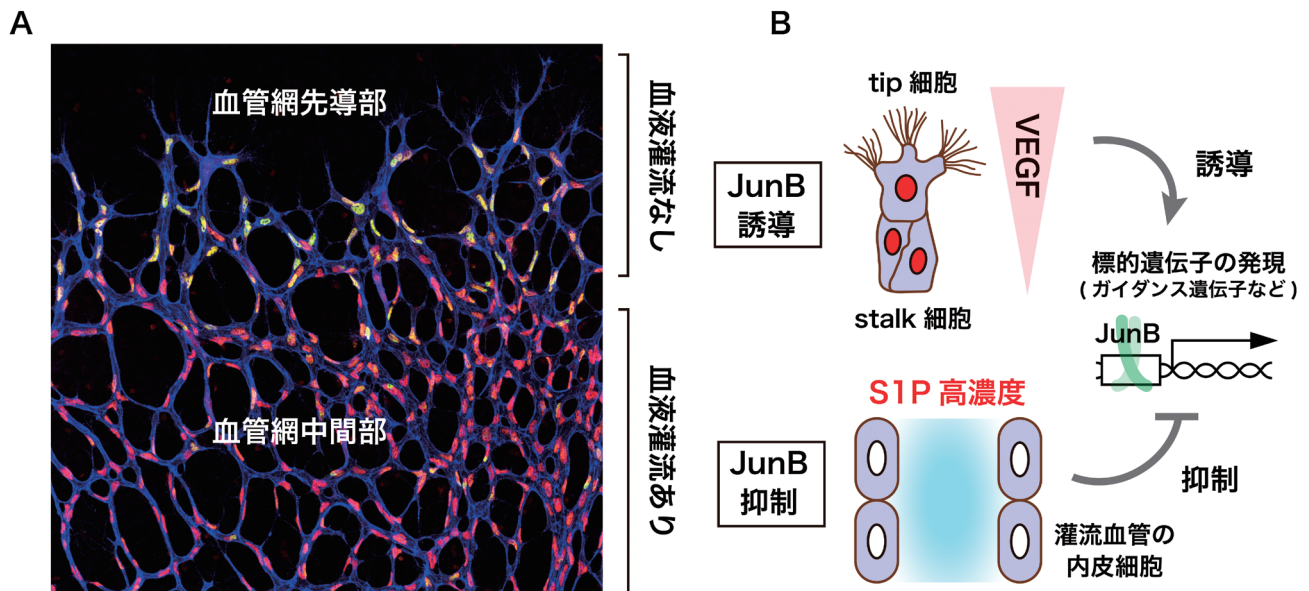 A
血管網先導部
血管網中間部
血液灌流なし
血液灌流あり
B
JunB
誘導
tip 細胞
stalk 細胞
VEGF
誘導
標的遺伝子の発現
( ガイダンス遺伝子など )
JunB
JunB
抑制
S1P 高濃度
灌流血管の
内皮細胞
抑制